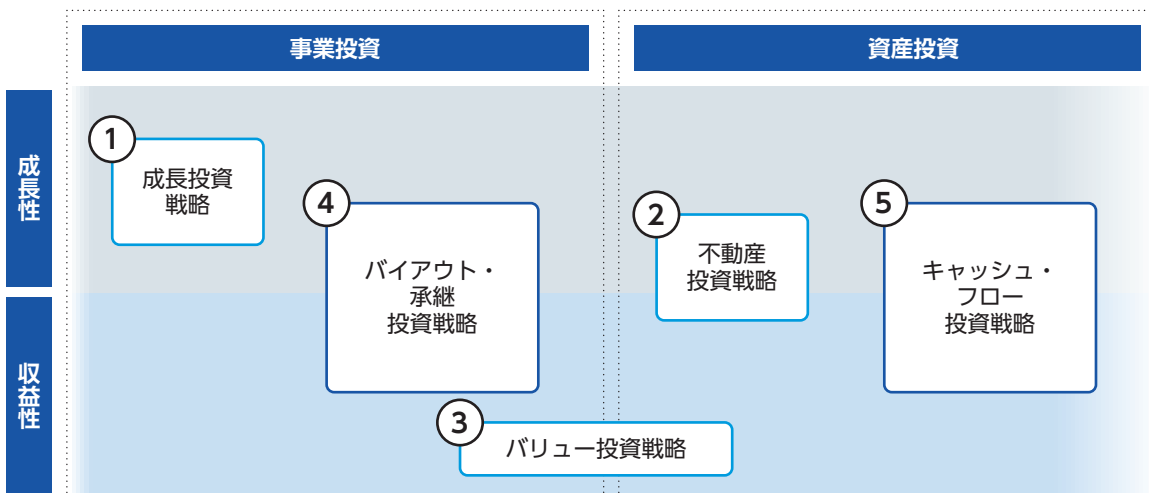 事業投資
資産投資
成長性
収益性
1
成長投資
戦略
4
バイアウト・
承継
投資戦略
2
不動産
投資戦略
5
キャッシュ・
フロー
投資戦略
3
バリュー投資戦略